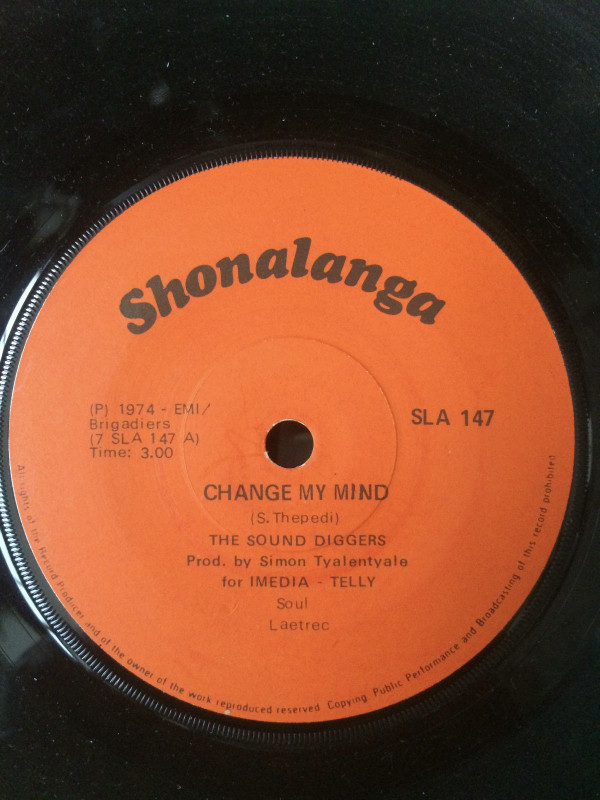 Shonalanga
(P) 1974 - EMI/
Brigadiers
(7 SLA 147 A)
Time: 3.00
SLA 147
CHANGE MY MIND
(S. Thepedi)
THE SOUND DIGGERS
Prod. by Simon Tyalentyale
for IMEDIA - TELLY
Soul
Laetrec
All rights of the Record Producer and of the owner of the work reproduced reserved Copying Public Performance and Broadcasting of this record prohibited